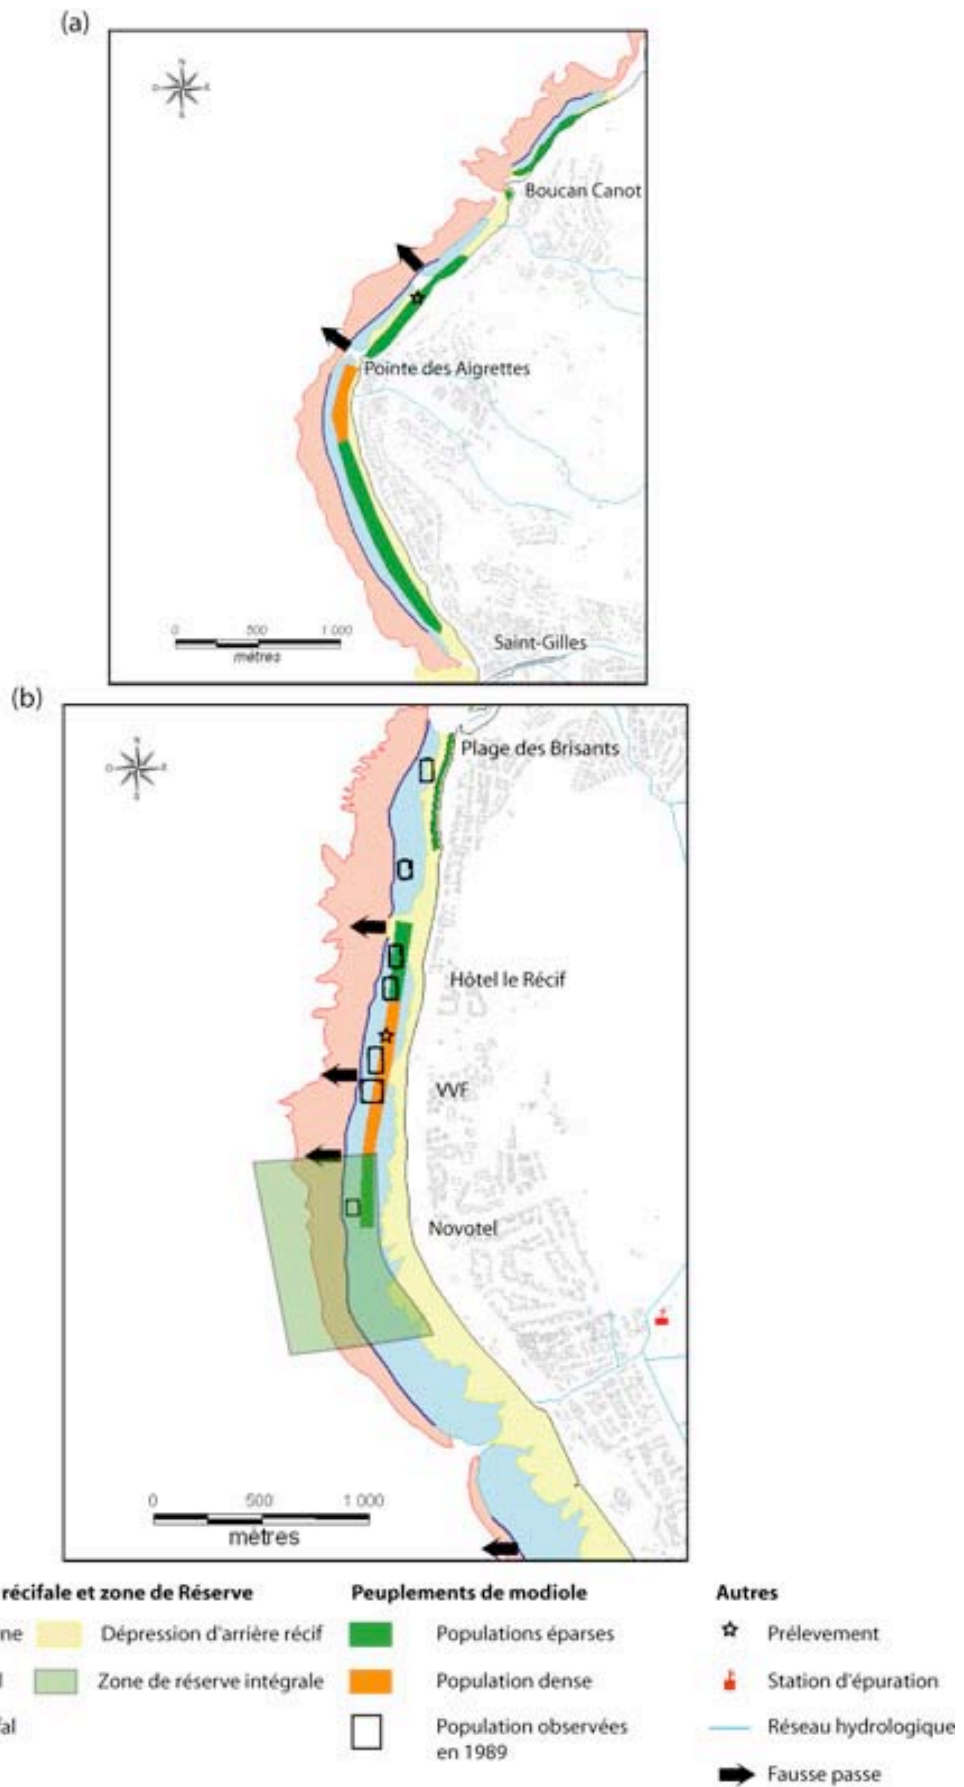 (a)
N
E
S
O
Boucan Canot
Pointe des Aigrettes
Saint-Gilles
0 500 1 000
mètres
(b)
N
E
S
O
Plage des Brisants
Hôtel le Récif
VVF
Novotel
0 500 1 000
mètres
récifale et zone de Réserve
ne
Dépression d'arrière récif
l
Zone de réserve intégrale
fal
Peuplements de modiole
Populations éparses
Population dense
Population observées
en 1989
Autres
Prélevement
Station d'épuration
Réseau hydrologique
Fausse passe